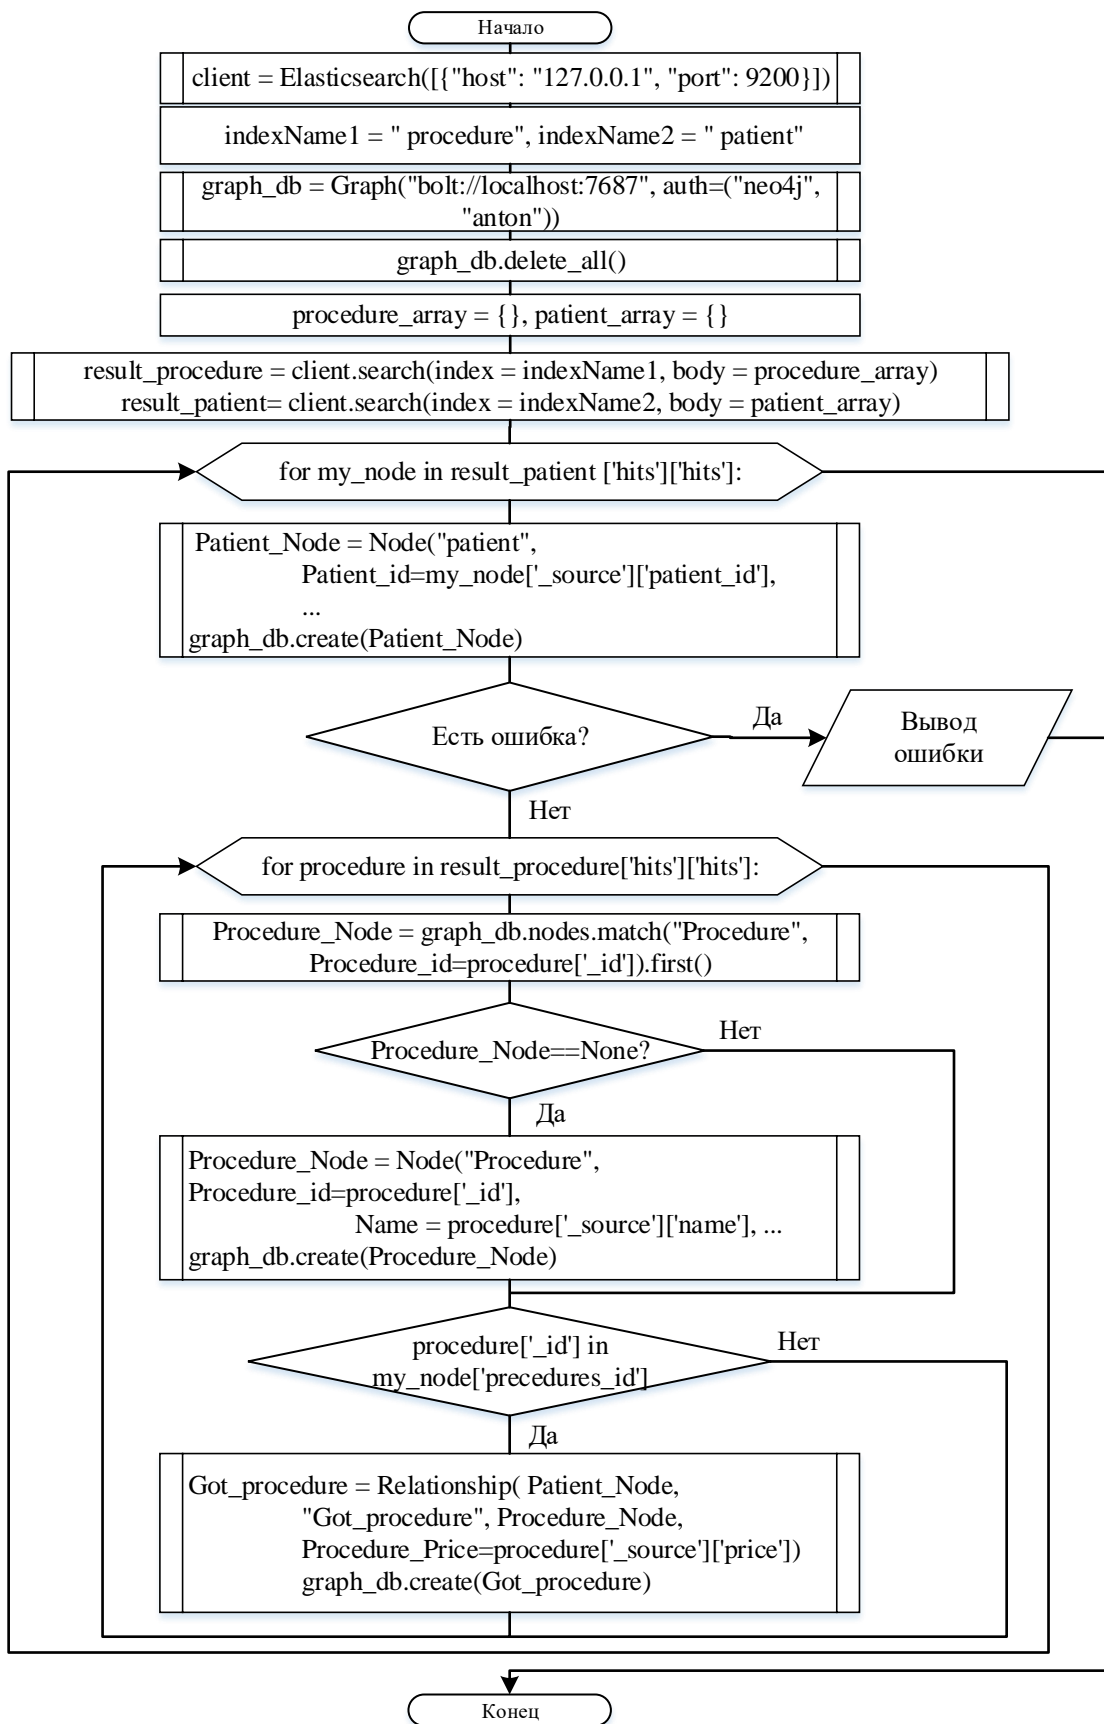 Начало
client = Elasticsearch([{"host": "127.0.0.1", "port": 9200}])
indexName1 = " procedure", indexName2 = " patient"
graph_db = Graph("bolt://localhost:7687", auth=("neo4j",
"anton"))
graph_db.delete_all()
procedure_array = {}, patient_array = {}
result_procedure = client.search(index = indexName1, body = procedure_array)
result_patient= client.search(index = indexName2, body = patient_array)
for my_node in result_patient ['hits']['hits']:
Patient_Node = Node("patient",
Patient_id=my_node['_source']['patient_id'],
...
graph_db.create(Patient_Node)
Есть ошибка?
Да
Вывод
ошибки
Нет
for procedure in result_procedure['hits']['hits']:
Procedure_Node = graph_db.nodes.match("Procedure",
Procedure_id=procedure['_id']).first()
Procedure_Node==None?
Нет
Да
Procedure_Node = Node("Procedure",
Procedure_id=procedure['_id'],
Name = procedure['_source']['name'], ...
graph_db.create(Procedure_Node)
procedure['_id'] in
my_node['precedures_id']
Нет
Да
Got_procedure = Relationship( Patient_Node,
"Got_procedure", Procedure_Node,
Procedure_Price=procedure['_source']['price'])
graph_db.create(Got_procedure)
Конец